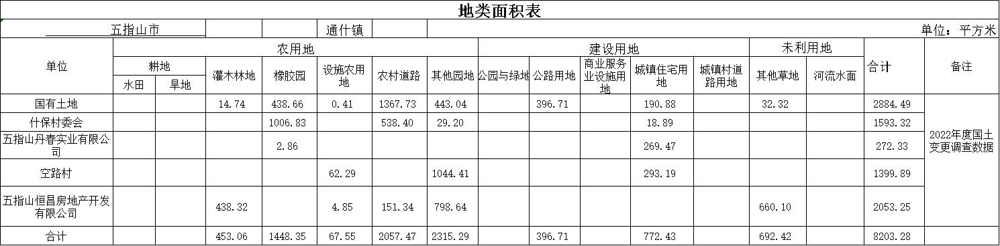 地类面积表
五指山市 通什镇 单位：平方米
单位 农用地 建设用地 未利用地 合计 备注
耕地 灌木林地 橡胶园 设施农用地 农村道路 其他园地 公园与绿地 公路用地 商业服务业设施用地 城镇住宅用地 城镇村道路用地 其他草地 河流水面
水田 旱地
国有土地 14.74 438.66 0.41 1367.73 443.04 396.71 190.88 32.32 2884.49
什保村委会 1006.83 538.40 29.20 18.89 1593.32
五指山丹春实业有限公司 2.86 269.47 272.33
2022年度国土变更调查数据
空路村 62.29 1044.41 293.19 1399.89
五指山恒昌房地产开发有限公司 438.32 4.85 151.34 798.64 660.10 2053.25
合计 453.06 1448.35 67.55 2057.47 2315.29 396.71 772.43 692.42 8203.28